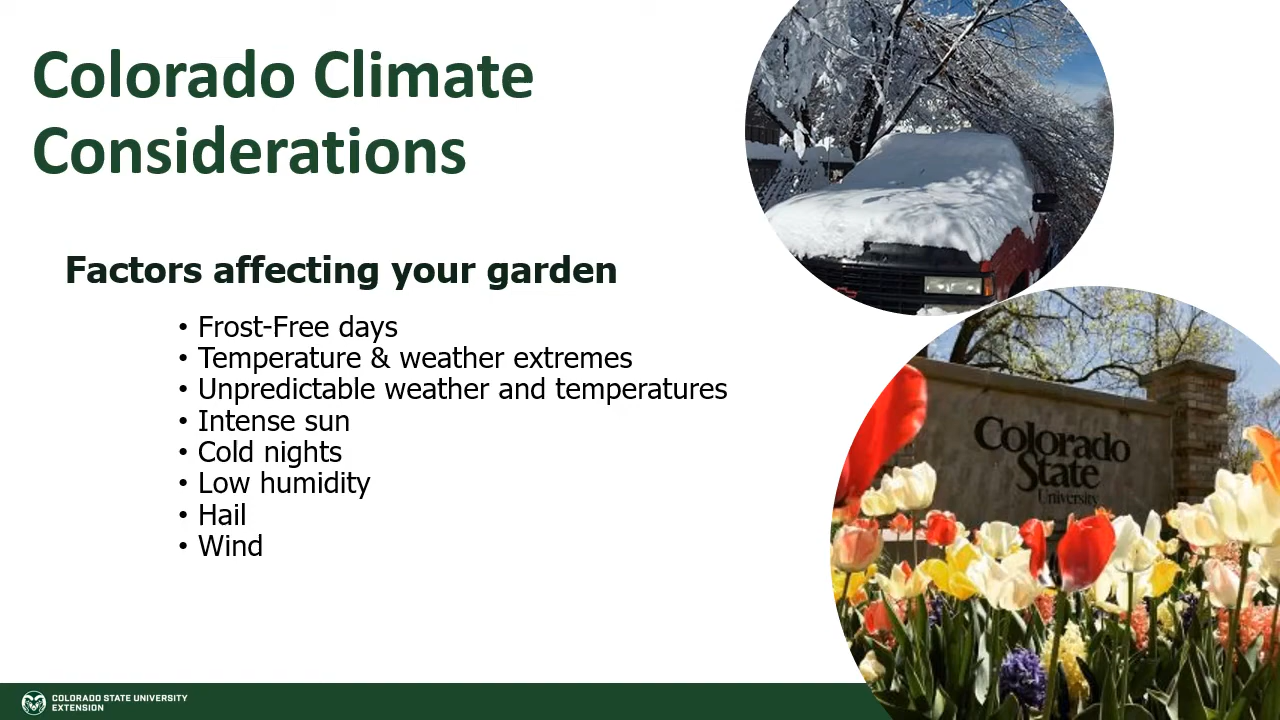 Colorado Climate
Considerations
Factors affecting your garden
• Frost-Free days
• Temperature & weather extremes
• Unpredictable weather and temperatures
• Intense sun
• Cold nights
• Low humidity
• Hail
• Wind
Colorado
State
University
COLORADO STATE UNIVERSITY
EXTENSION